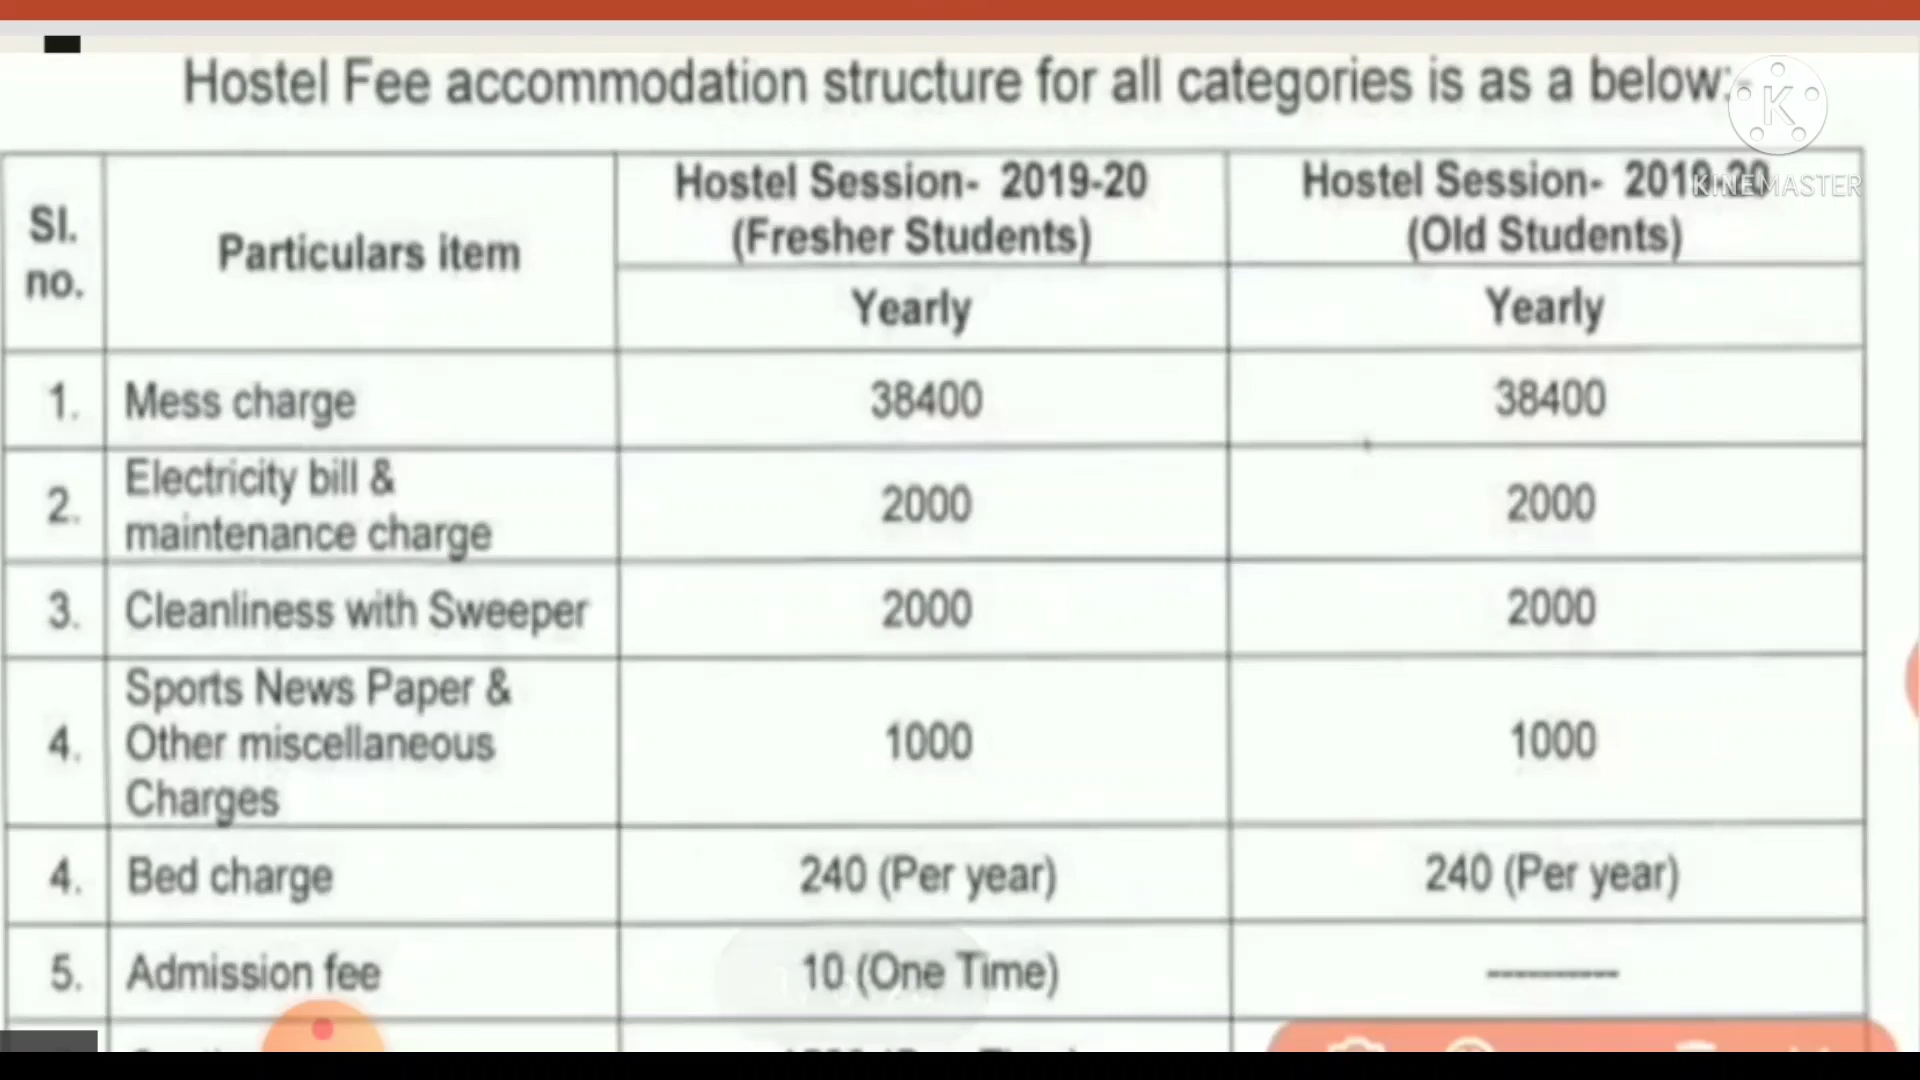 Hostel Fee accommodation structure for all categories is as a below:-
K
KINEMASTER
Sl.
no.
Particulars item
Hostel Session- 2019-20
(Fresher Students)
Hostel Session- 2019-20
(Old Students)
Yearly
Yearly
1. Mess charge 38400 38400
2. Electricity bill &
maintenance charge 2000 2000
3. Cleanliness with Sweeper 2000 2000
4. Sports News Paper &
Other miscellaneous
Charges 1000 1000
4. Bed charge 240 (Per year) 240 (Per year)
5. Admission fee 10 (One Time) ----------